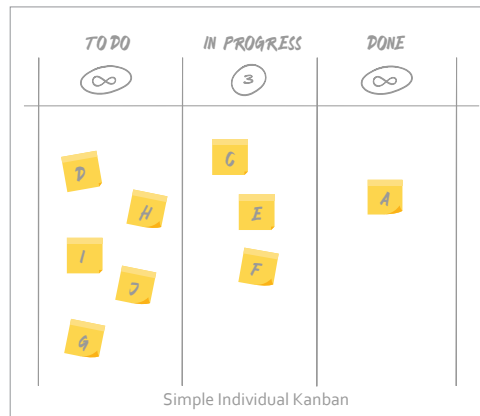 TO DO IN PROGRESS DONE
∞ 3 ∞
C
D
A
H E
I
F
J
G
Simple Individual Kanban